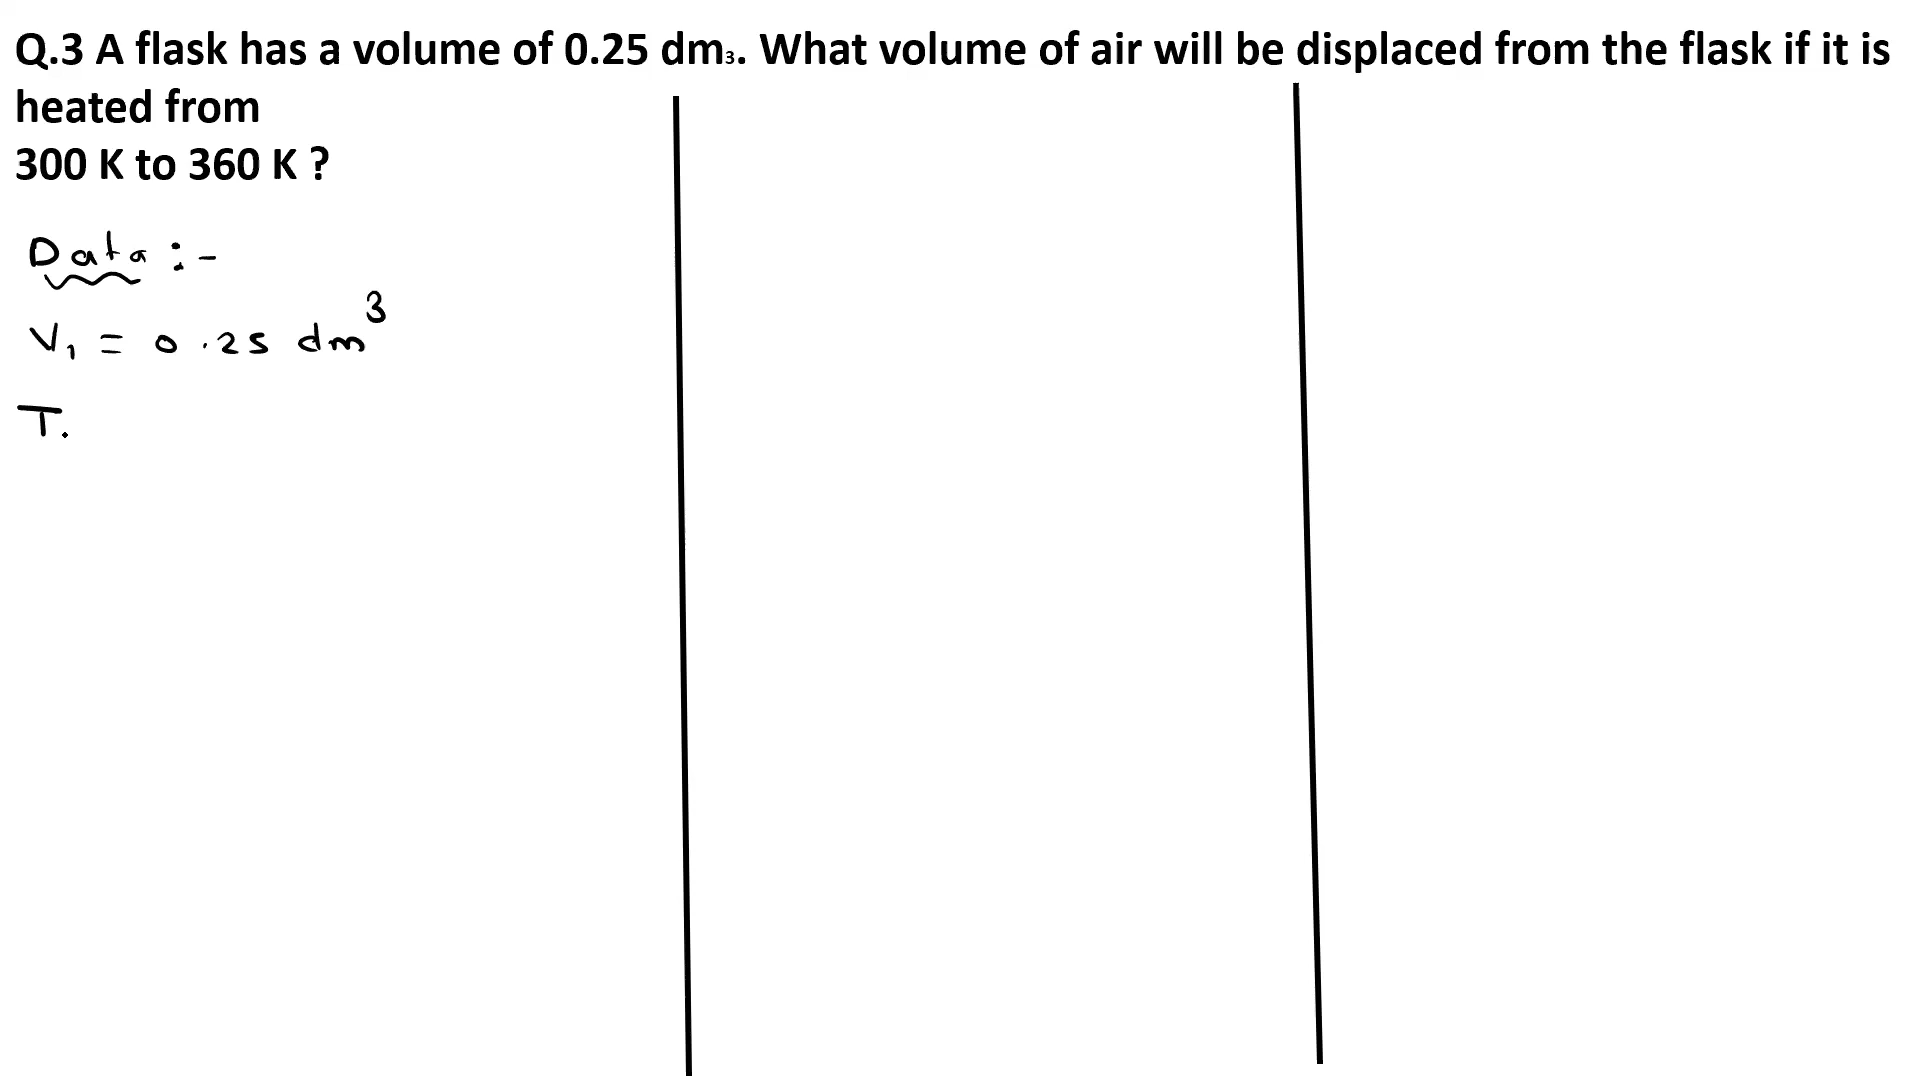 Q.3 A flask has a volume of 0.25 dm₃. What volume of air will be displaced from the flask if it is
heated from
300 K to 360 K ?
Data :-
V₁ = 0.25 dm³
T.